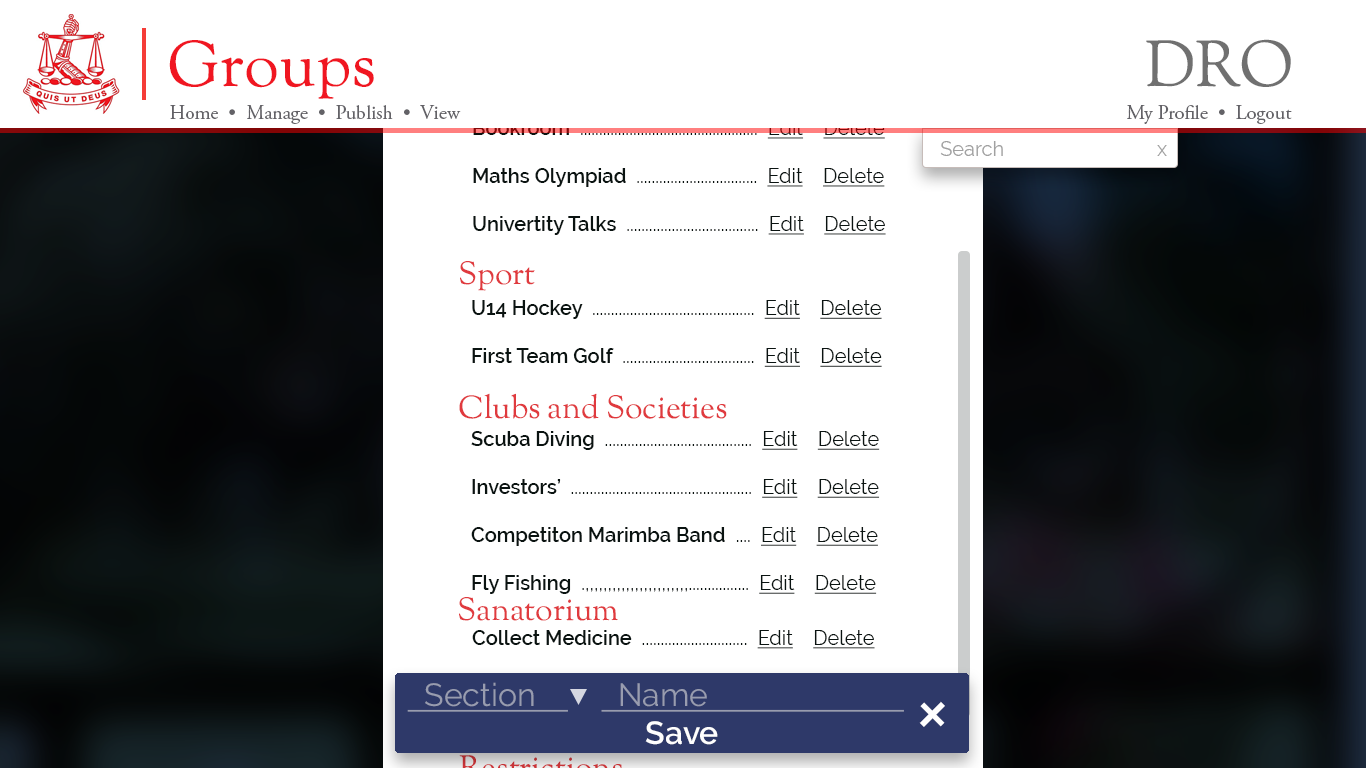 QUIS UT DEUS
Groups
DRO
Home • Manage • Publish • View
My Profile • Logout
Bookroom ............................................... Edit Delete
Search x
Maths Olympiad ................................ Edit Delete
Univertity Talks ................................... Edit Delete
Sport
U14 Hockey ........................................... Edit Delete
First Team Golf ................................... Edit Delete
Clubs and Societies
Scuba Diving ....................................... Edit Delete
Investors’ ................................................ Edit Delete
Competiton Marimba Band .... Edit Delete
Fly Fishing .,,,,,,,,,,,,,,,,,,,,,,,,................ Edit Delete
Sanatorium
Collect Medicine ............................ Edit Delete
Section ▼ Name
Save
Restrictions